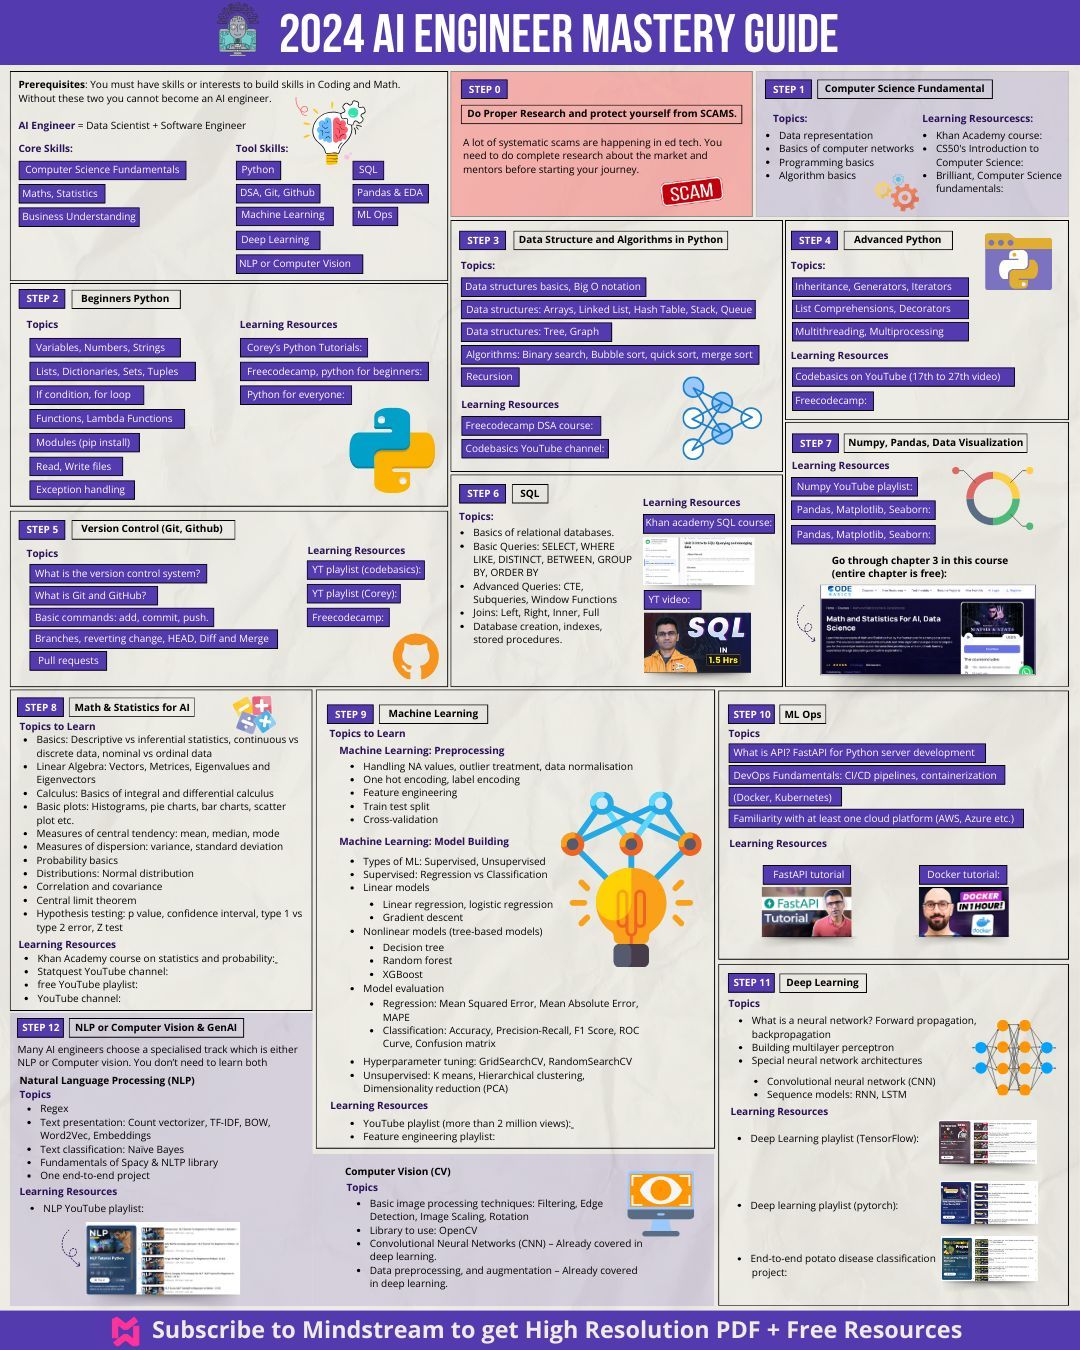 2024 AI ENGINEER MASTERY GUIDE
Prerequisites: You must have skills or interests to build skills in Coding and Math.
Without these two you cannot become an AI engineer.
AI Engineer = Data Scientist + Software Engineer
Core Skills:
Computer Science Fundamentals
Maths, Statistics
Business Understanding
Tool Skills:
Python
SQL
DSA, Git, Github
Pandas & EDA
Machine Learning
ML Ops
Deep Learning
NLP or Computer Vision
STEP 0
Do Proper Research and protect yourself from SCAMS.
A lot of systematic scams are happening in ed tech. You
need to do complete research about the market and
mentors before starting your journey.
SCAM
STEP 1
Computer Science Fundamental
Topics:
Data representation
Basics of computer networks
Programming basics
Algorithm basics
Learning Resourcescs:
Khan Academy course:
CS50's Introduction to
Computer Science:
Brilliant, Computer Science
fundamentals:
STEP 2
Beginners Python
Topics
Variables, Numbers, Strings
Lists, Dictionaries, Sets, Tuples
If condition, for loop
Functions, Lambda Functions
Modules (pip install)
Read, Write files
Exception handling
Learning Resources
Corey's Python Tutorials:
Freecodecamp, python for beginners:
Python for everyone:
STEP 3
Data Structure and Algorithms in Python
Topics:
Data structures basics, Big O notation
Data structures: Arrays, Linked List, Hash Table, Stack, Queue
Data structures: Tree, Graph
Algorithms: Binary search, Bubble sort, quick sort, merge sort
Recursion
Learning Resources
Freecodecamp DSA course:
Codebasics YouTube channel:
STEP 4
Advanced Python
Topics:
Inheritance, Generators, Iterators
List Comprehensions, Decorators
Multithreading, Multiprocessing
Learning Resources
Codebasics on YouTube (17th to 27th video)
Freecodecamp:
STEP 5
Version Control (Git, Github)
Topics
What is the version control system?
What is Git and GitHub?
Basic commands: add, commit, push.
Branches, reverting change, HEAD, Diff and Merge
Pull requests
Learning Resources
YT playlist (codebasics):
YT playlist (Corey):
Freecodecamp:
STEP 6
SQL
Topics:
Basics of relational databases.
Basic Queries: SELECT, WHERE
LIKE, DISTINCT, BETWEEN, GROUP
BY, ORDER BY
Advanced Queries: CTE,
Subqueries, Window Functions
Joins: Left, Right, Inner, Full
Database creation, indexes,
stored procedures.
Learning Resources
Khan academy SQL course:
YT video:
SQL
IN
1.5 Hrs
STEP 7
Numpy, Pandas, Data Visualization
Learning Resources
Numpy YouTube playlist:
Pandas, Matplotlib, Seaborn:
Pandas, Matplotlib, Seaborn:
Go through chapter 3 in this course
(entire chapter is free):
CODE
BASICS
Math and Statistics For AI, Data
Science
STEP 8
Math & Statistics for AI
Topics to Learn
Basics: Descriptive vs inferential statistics, continuous vs
discrete data, nominal vs ordinal data
Linear Algebra: Vectors, Metrices, Eigenvalues and
Eigenvectors
Calculus: Basics of integral and differential calculus
Basic plots: Histograms, pie charts, bar charts, scatter
plot etc.
Measures of central tendency: mean, median, mode
Measures of dispersion: variance, standard deviation
Probability basics
Distributions: Normal distribution
Correlation and covariance
Central limit theorem
Hypothesis testing: p value, confidence interval, type 1 vs
type 2 error, Z test
Learning Resources
Khan Academy course on statistics and probability:
Statquest YouTube channel:
free YouTube playlist:
YouTube channel:
STEP 9
Machine Learning
Topics to Learn
Machine Learning: Preprocessing
Handling NA values, outlier treatment, data normalisation
One hot encoding, label encoding
Feature engineering
Train test split
Cross-validation
Machine Learning: Model Building
Types of ML: Supervised, Unsupervised
Supervised: Regression vs Classification
Linear models
Linear regression, logistic regression
Gradient descent
Nonlinear models (tree-based models)
Decision tree
Random forest
XGBoost
Model evaluation
Regression: Mean Squared Error, Mean Absolute Error,
MAPE
Classification: Accuracy, Precision-Recall, F1 Score, ROC
Curve, Confusion matrix
Hyperparameter tuning: GridSearchCV, RandomSearchCV
Unsupervised: K means, Hierarchical clustering,
Dimensionality reduction (PCA)
Learning Resources
YouTube playlist (more than 2 million views):
Feature engineering playlist:
STEP 10
ML Ops
Topics
What is API? FastAPI for Python server development
DevOps Fundamentals: CI/CD pipelines, containerization
(Docker, Kubernetes)
Familiarity with at least one cloud platform (AWS, Azure etc.)
Learning Resources
FastAPI tutorial
FastAPI
Tutorial
Docker tutorial:
DOCKER
IN 1 HOUR!
docker
STEP 11
Deep Learning
Topics
What is a neural network? Forward propagation,
backpropagation
Building multilayer perceptron
Special neural network architectures
Convolutional neural network (CNN)
Sequence models: RNN, LSTM
Learning Resources
Deep Learning playlist (TensorFlow):
Deep learning playlist (pytorch):
End-to-end potato disease classification
project:
STEP 12
NLP or Computer Vision & GenAI
Many AI engineers choose a specialised track which is either
NLP or Computer vision. You don't need to learn both
Natural Language Processing (NLP)
Topics
Regex
Text presentation: Count vectorizer, TF-IDF, BOW,
Word2Vec, Embeddings
Text classification: Naïve Bayes
Fundamentals of Spacy & NLTP library
One end-to-end project
Learning Resources
NLP YouTube playlist:
NLP
NLP Tutorial Python
Computer Vision (CV)
Topics
Basic image processing techniques: Filtering, Edge
Detection, Image Scaling, Rotation
Library to use: OpenCV
Convolutional Neural Networks (CNN) – Already covered in
deep learning.
Data preprocessing, and augmentation – Already covered
in deep learning.
Subscribe to Mindstream to get High Resolution PDF + Free Resources